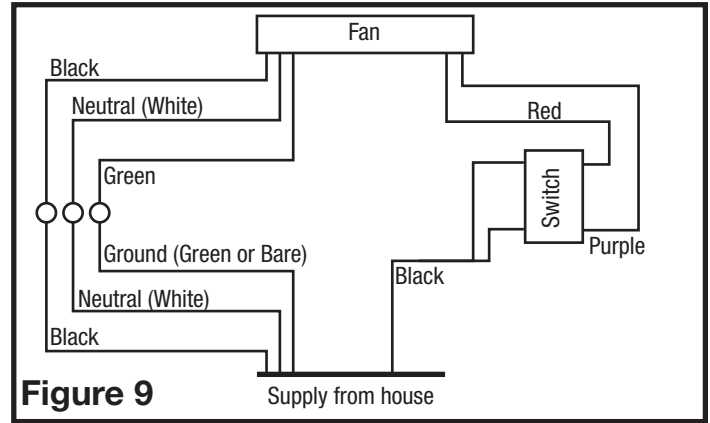 Fan
Black
Neutral (White)
Red
Green
Switch
Ground (Green or Bare)
Purple
Black
Neutral (White)
Black
Figure 9
Supply from house